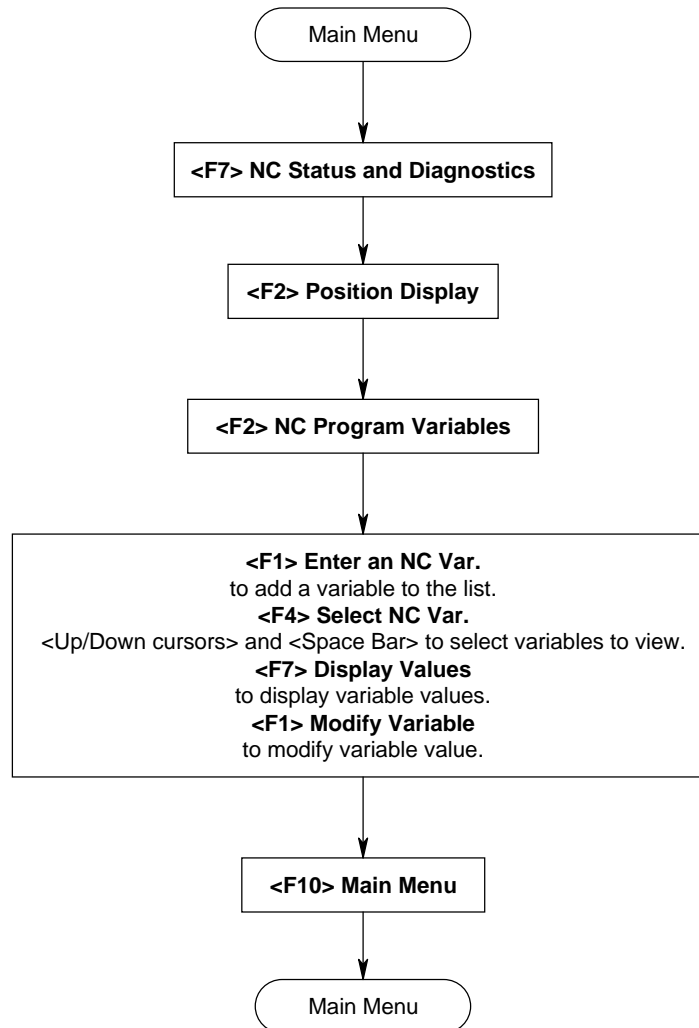 Main Menu
<F7> NC Status and Diagnostics
<F2> Position Display
<F2> NC Program Variables
<F1> Enter an NC Var.
to add a variable to the list.
<F4> Select NC Var.
<Up/Down cursors> and <Space Bar> to select variables to view.
<F7> Display Values
to display variable values.
<F1> Modify Variable
to modify variable value.
<F10> Main Menu
Main Menu